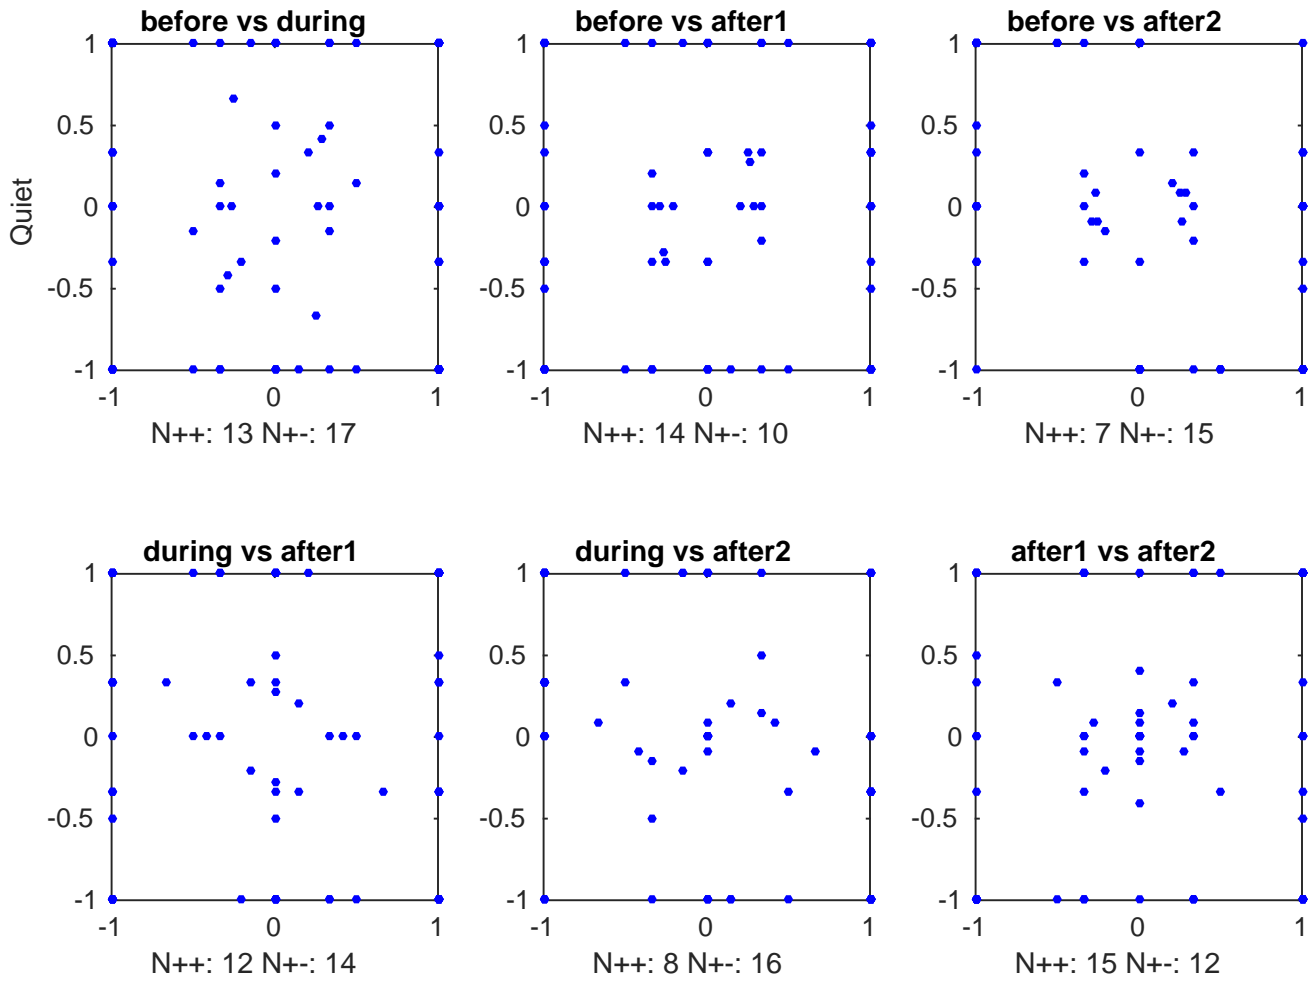 before vs during
before vs after1
before vs after2
Quiet
1
0.5
0
-0.5
-1
-1 0 1
N++: 13 N+-: 17
1
0.5
0
-0.5
-1
-1 0 1
N++: 14 N+-: 10
1
0.5
0
-0.5
-1
-1 0 1
N++: 7 N+-: 15
during vs after1
during vs after2
after1 vs after2
1
0.5
0
-0.5
-1
-1 0 1
N++: 12 N+-: 14
1
0.5
0
-0.5
-1
-1 0 1
N++: 8 N+-: 16
1
0.5
0
-0.5
-1
-1 0 1
N++: 15 N+-: 12